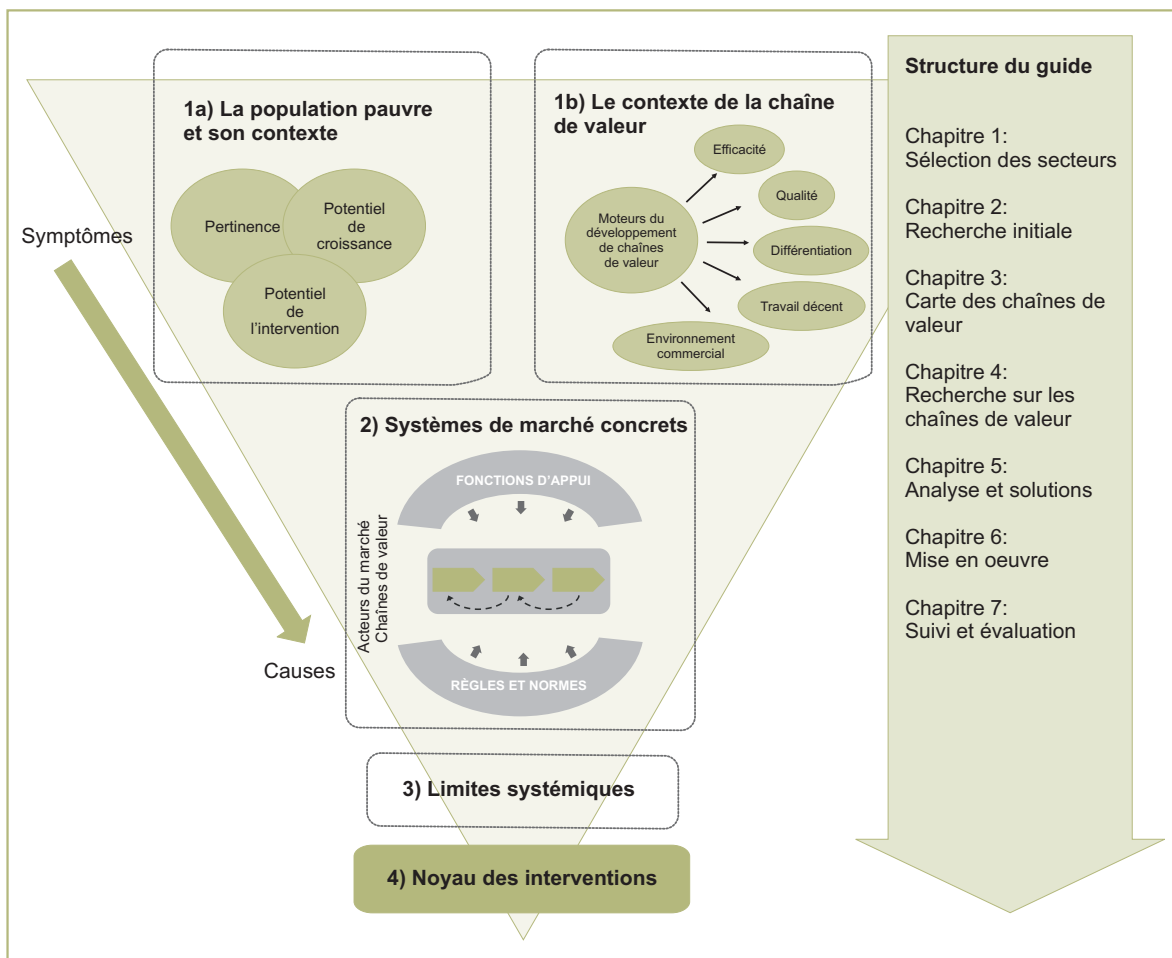 1a) La population pauvre
et son contexte
Pertinence
Potentiel
de
croissance
Potentiel
de
l'intervention
1b) Le contexte de la chaîne
de valeur
Moteurs du
développement
de chaînes
de valeur
Efficacité
Qualité
Différentiation
Travail décent
Environnement
commercial
Symptômes
Causes
2) Systèmes de marché concrets
FONCTIONS D'APPUI
Acteurs du marché
Chaînes de valeur
RÈGLES ET NORMES
3) Limites systémiques
4) Noyau des interventions
Structure du guide
Chapitre 1:
Sélection des secteurs
Chapitre 2:
Recherche initiale
Chapitre 3:
Carte des chaînes de
valeur
Chapitre 4:
Recherche sur les
chaînes de valeur
Chapitre 5:
Analyse et solutions
Chapitre 6:
Mise en oeuvre
Chapitre 7:
Suivi et évaluation